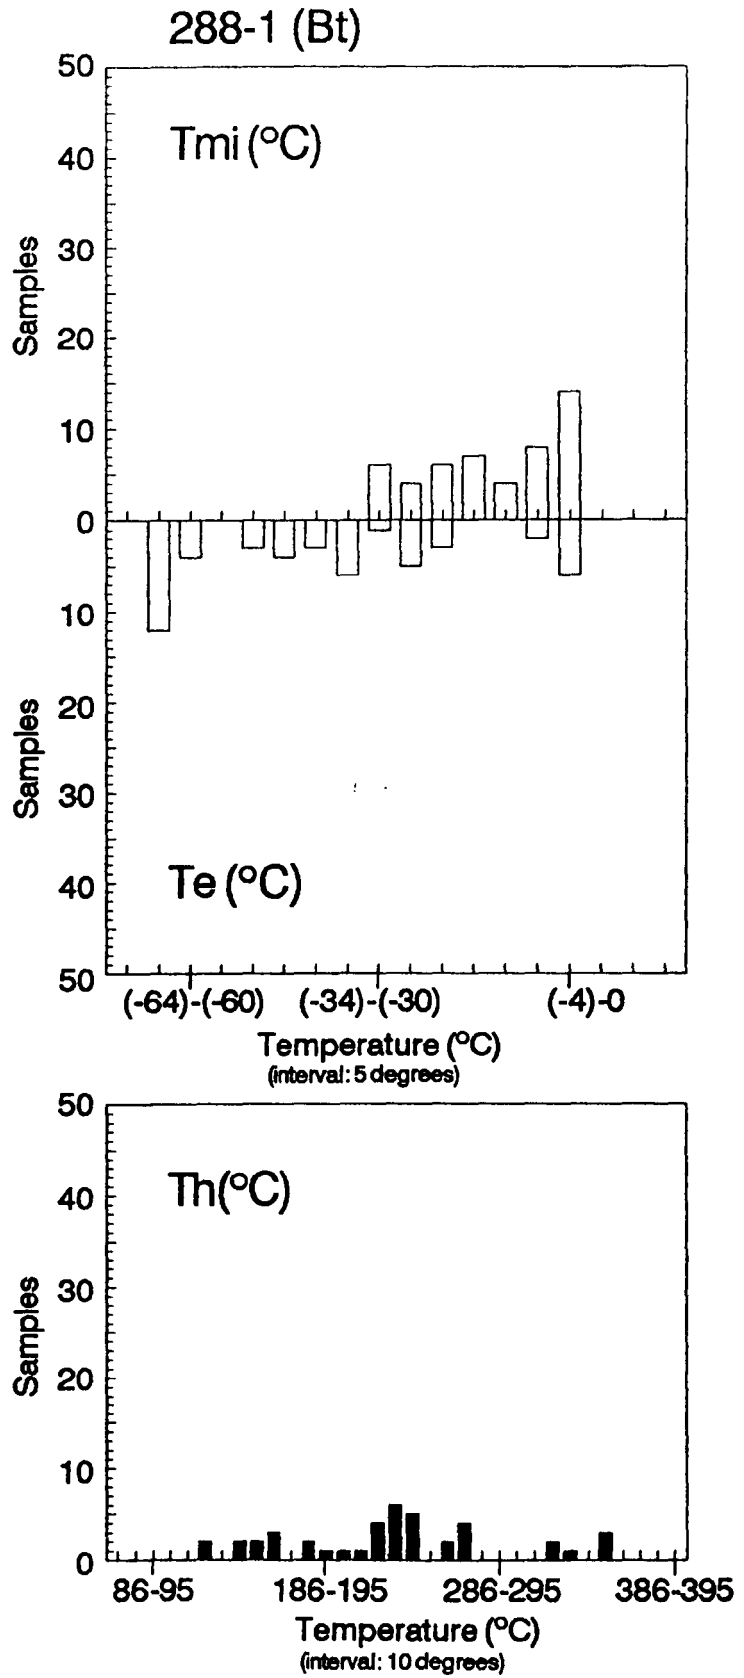 288-1 (Bt)
50
Tmi (°C)
40
30
Samples
20
10
0
10
20
Samples
30
Te (°C)
40
50
(-64)-(-60) (-34)-(-30) (-4)-0
Temperature (°C)
(interval: 5 degrees)
50
Th(°C)
40
30
Samples
20
10
0
86-95 186-195 286-295 386-395
Temperature (°C)
(interval: 10 degrees)